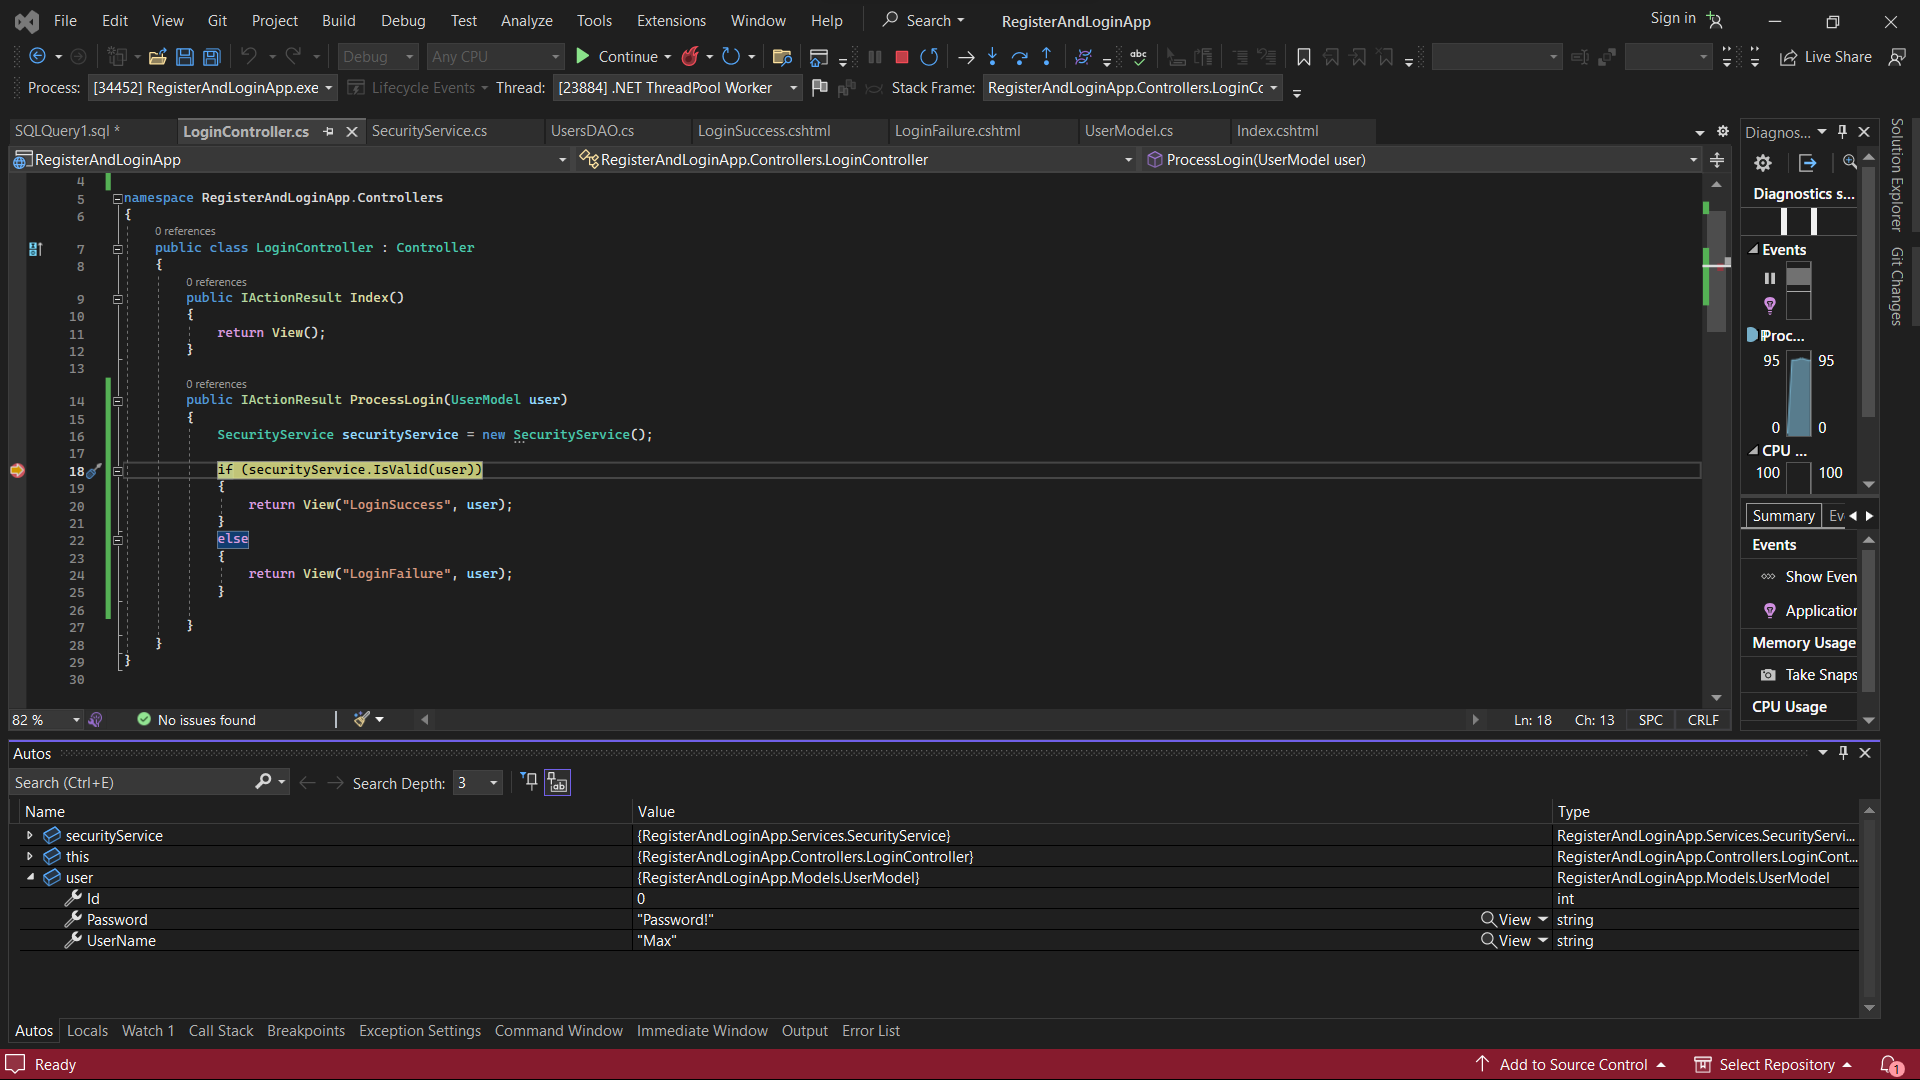 File Edit View Git Project Build Debug Test Analyze Tools Extensions Window Help Search RegisterAndLoginApp Sign in
Debug Any CPU Continue Live Share
Process: [34452] RegisterAndLoginApp.exe Lifecycle Events Thread: [23884] .NET ThreadPool Worker Stack Frame: RegisterAndLoginApp.Controllers.LoginCo
SQLQuery1.sql * LoginController.cs SecurityService.cs UsersDAO.cs LoginSuccess.cshtml LoginFailure.cshtml UserModel.cs Index.cshtml
RegisterAndLoginApp RegisterAndLoginApp.Controllers.LoginController ProcessLogin(UserModel user)
4
5 namespace RegisterAndLoginApp.Controllers
6 {
0 references
7 public class LoginController : Controller
8 {
0 references
9 public IActionResult Index()
10 {
11 return View();
12 }
13
0 references
14 public IActionResult ProcessLogin(UserModel user)
15 {
16 SecurityService securityService = new SecurityService();
17
18 if (securityService.IsValid(user))
19 {
20 return View("LoginSuccess", user);
21 }
22 else
23 {
24 return View("LoginFailure", user);
25 }
26
27 }
28 }
29 }
30
82 % No issues found Ln: 18 Ch: 13 SPC CRLF
Diagnos...
Diagnostics s...
Events
Proc...
95 95
0 0
CPU ...
100 100
Summary Ev
Events
Show Even
Application
Memory Usage
Take Snaps
CPU Usage
Solution Explorer
Git Changes
Autos
Search (Ctrl+E) Search Depth: 3
Name Value Type
securityService {RegisterAndLoginApp.Services.SecurityService} RegisterAndLoginApp.Services.SecurityServi...
this {RegisterAndLoginApp.Controllers.LoginController} RegisterAndLoginApp.Controllers.LoginCont...
user {RegisterAndLoginApp.Models.UserModel} RegisterAndLoginApp.Models.UserModel
Id 0 int
Password "Password!" View string
UserName "Max" View string
Autos Locals Watch 1 Call Stack Breakpoints Exception Settings Command Window Immediate Window Output Error List
Ready Add to Source Control Select Repository 1